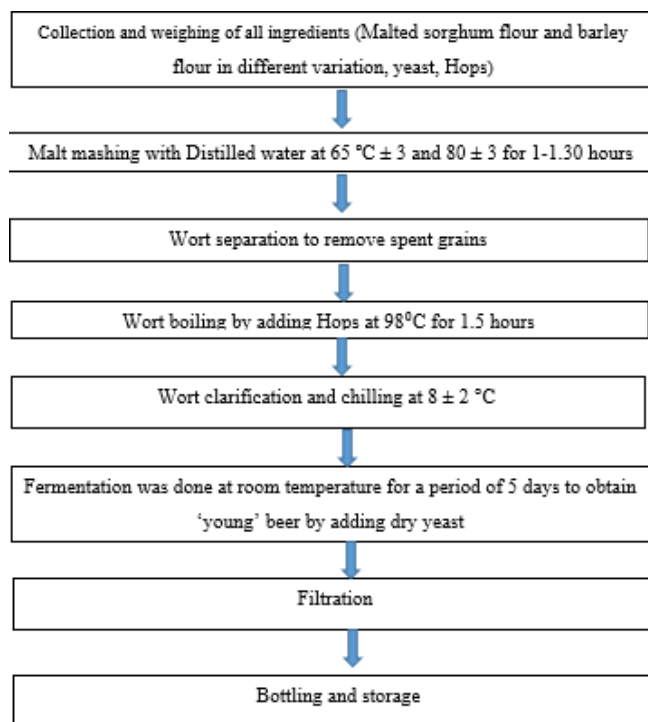 Collection and weighing of all ingredients (Malted sorghum flour and barley
flour in different variation, yeast, Hops)
Malt mashing with Distilled water at 65 °C ± 3 and 80 ± 3 for 1-1.30 hours
Wort separation to remove spent grains
Wort boiling by adding Hops at 98⁰C for 1.5 hours
Wort clarification and chilling at 8 ± 2 °C
Fermentation was done at room temperature for a period of 5 days to obtain
‘young’ beer by adding dry yeast
Filtration
Bottling and storage